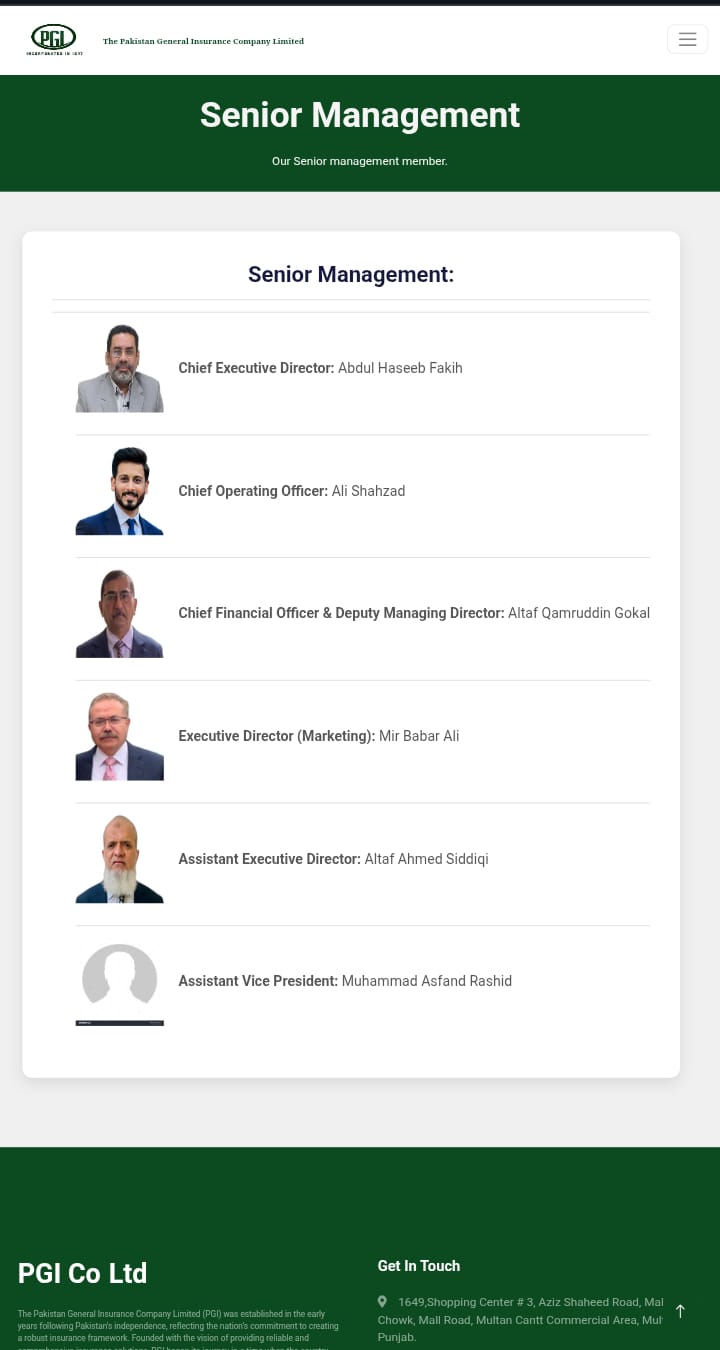 PGI
INCORPORATED IN 1947
The Pakistan General Insurance Company Limited
Senior Management
Our Senior management member.
Senior Management:
Chief Executive Director: Abdul Haseeb Fakih
Chief Operating Officer: Ali Shahzad
Chief Financial Officer & Deputy Managing Director: Altaf Qamruddin Gokal
Executive Director (Marketing): Mir Babar Ali
Assistant Executive Director: Altaf Ahmed Siddiqi
Assistant Vice President: Muhammad Asfand Rashid
PGI Co Ltd
The Pakistan General Insurance Company Limited (PGI) was established in the early
years following Pakistan's independence, reflecting the nation's commitment to creating
a robust insurance framework. Founded with the vision of providing reliable and
Get In Touch
1649,Shopping Center # 3, Aziz Shaheed Road, Mal
Chowk, Mall Road, Multan Cantt Commercial Area, Mul
Punjab.